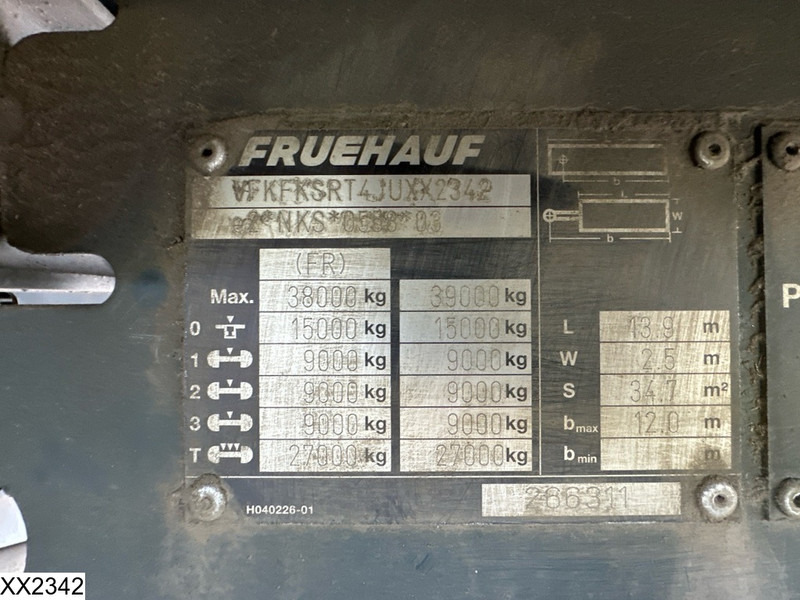 FRUEHAUF
VFKFKSRT4JUXX2342
(FR)
Max. 38000 kg 39000 kg
0 15000 kg 15000 kg
1 9000 kg 9000 kg
2 9000 kg 9000 kg
3 9000 kg 9000 kg
T 27000 kg 27000 kg
b
L
W
b
L 13.9 m
W 2.5 m
S 34.7 m²
bmax 12.0 m
bmin m
286311
H040226-01
P
XX2342